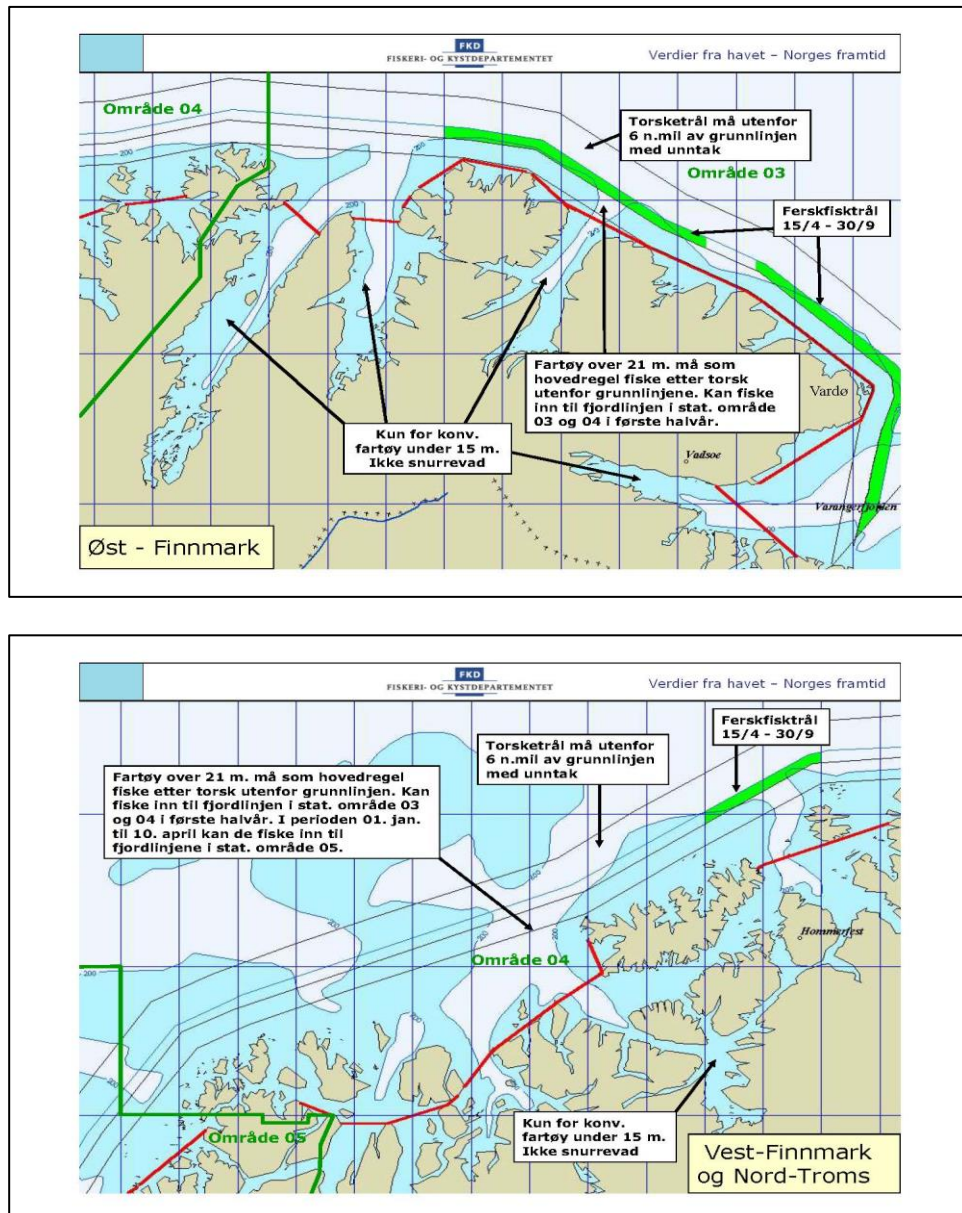 FKD
FISKERI- OG KYSTDEPARTEMENTET
Verdier fra havet – Norges framtid
Område 04
Torsketrål må utenfor
6 n.mil av grunnlinjen
med unntak
Område 03
Ferskfisktrål
15/4 - 30/9
200
200
200
Fartøy over 21 m. må som
hovedregel fiske etter torsk
utenfor grunnlinjene. Kan fiske
inn til fjordlinjen i stat. område
03 og 04 i første halvår.
Vardø
Kun for konv.
fartøy under 15 m.
Ikke snurrevad
Vadsoe
Varangerfjorden
200
Øst - Finnmark
FKD
FISKERI- OG KYSTDEPARTEMENTET
Verdier fra havet – Norges framtid
Ferskfisktrål
15/4 - 30/9
Torsketrål må utenfor
6 n.mil av grunnlinjen
med unntak
Fartøy over 21 m. må som hovedregel
fiske etter torsk utenfor grunnlinjen. Kan
fiske inn til fjordlinjen i stat. område 03
og 04 i første halvår. I perioden 01. jan.
til 10. april kan de fiske inn til
fjordlinjene i stat. område 05.
Hommerfest
Område 04
200
Område 05
Kun for konv.
fartøy under 15 m.
Ikke snurrevad
Vest-Finnmark
og Nord-Troms